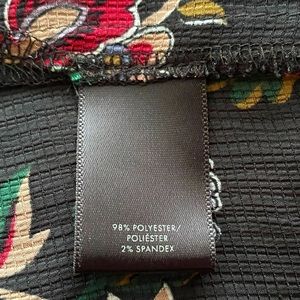 98% POLYESTER/
POLIÉSTER
2% SPANDEX